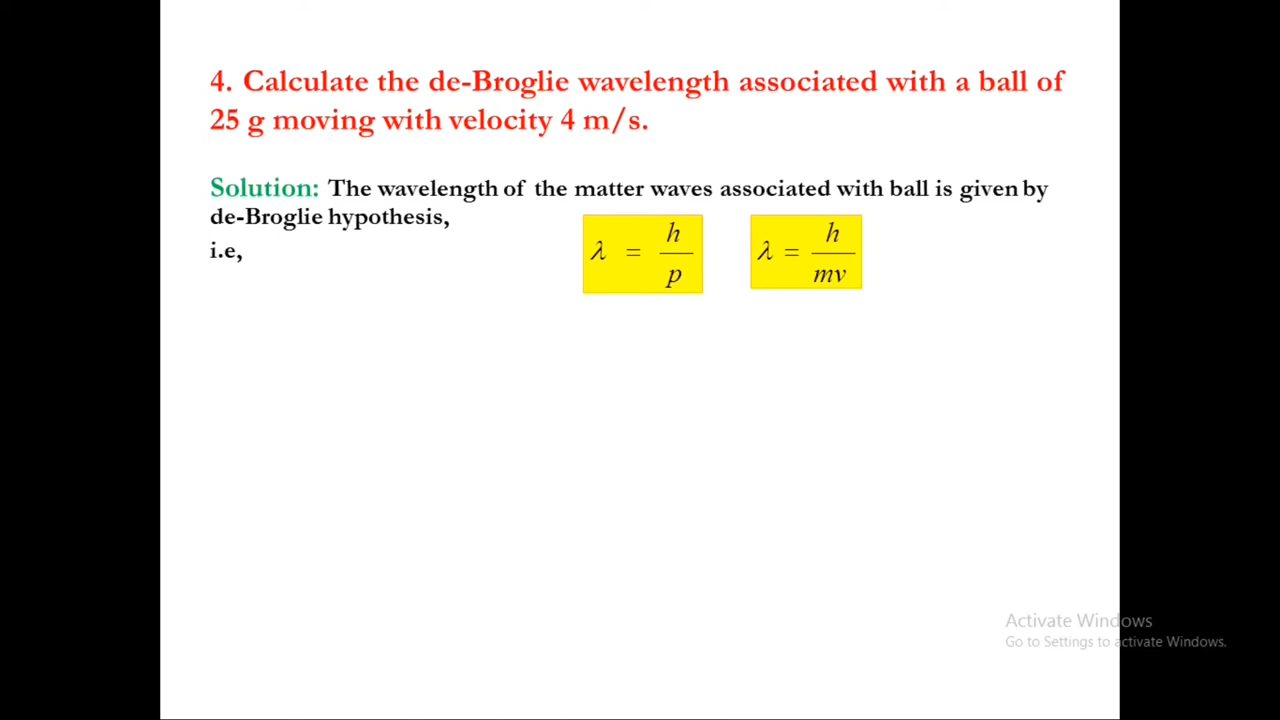 4. Calculate the de-Broglie wavelength associated with a ball of
25 g moving with velocity 4 m/s.
Solution: The wavelength of the matter waves associated with ball is given by
de-Broglie hypothesis,
i.e,
λ = h/p
λ = h/mv
Activate Windows
Go to Settings to activate Windows.